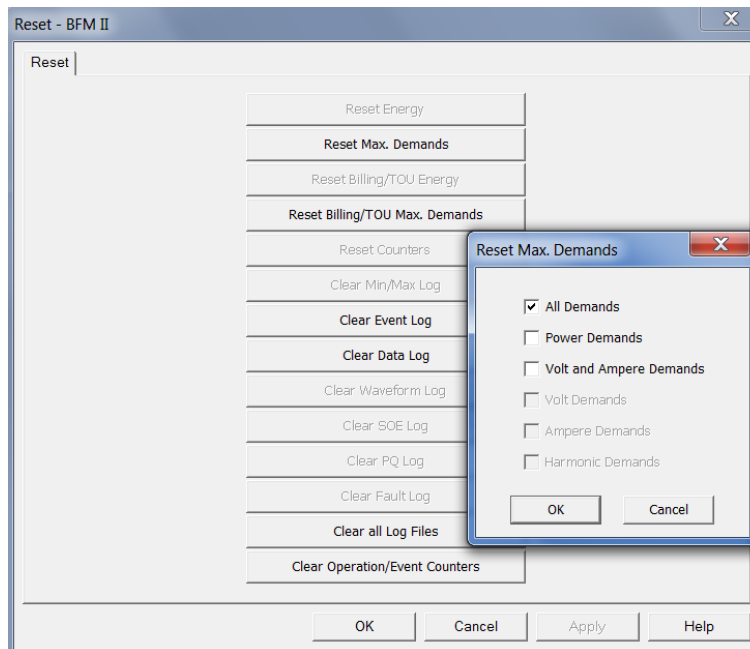 Reset - BFM II
Reset
Reset Energy
Reset Max. Demands
Reset Billing/TOU Energy
Reset Billing/TOU Max. Demands
Reset Counters
Clear Min/Max Log
Clear Event Log
Clear Data Log
Clear Waveform Log
Clear SOE Log
Clear PQ Log
Clear Fault Log
Clear all Log Files
Clear Operation/Event Counters
Reset Max. Demands
All Demands
Power Demands
Volt and Ampere Demands
Volt Demands
Ampere Demands
Harmonic Demands
OK Cancel
OK Cancel Apply Help